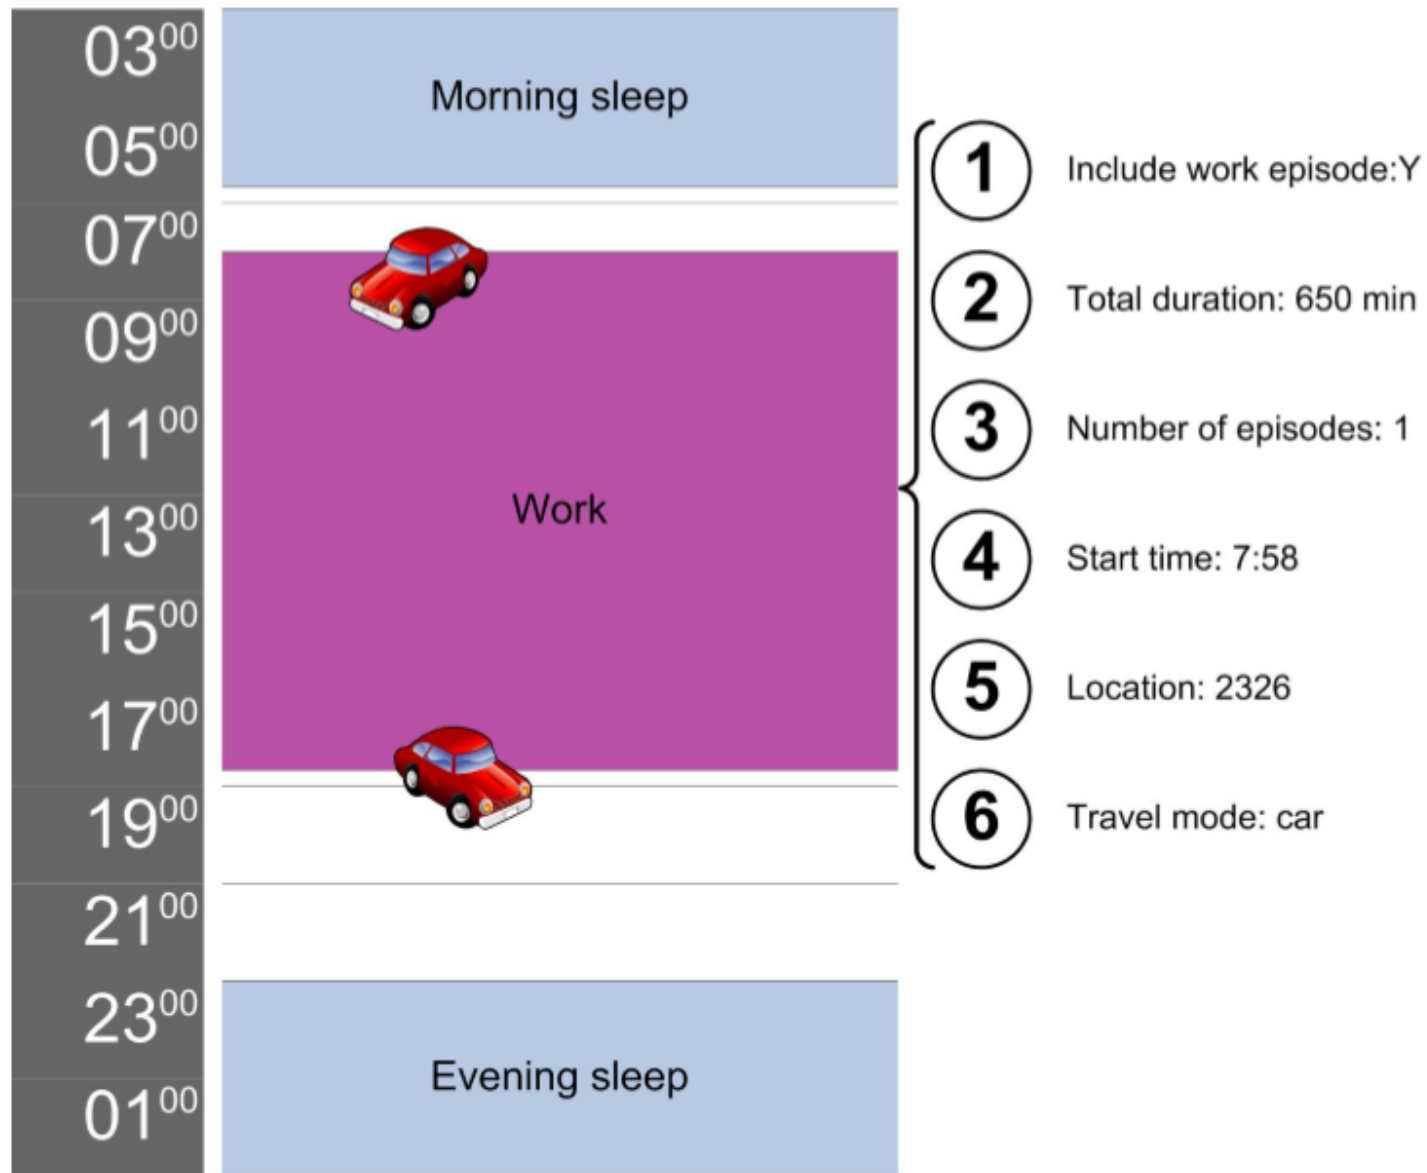 03⁰⁰
Morning sleep
05⁰⁰
1 Include work episode:Y
07⁰⁰
2 Total duration: 650 min
09⁰⁰
11⁰⁰
3 Number of episodes: 1
Work
13⁰⁰
4 Start time: 7:58
15⁰⁰
5 Location: 2326
17⁰⁰
19⁰⁰
6 Travel mode: car
21⁰⁰
23⁰⁰
Evening sleep
01⁰⁰